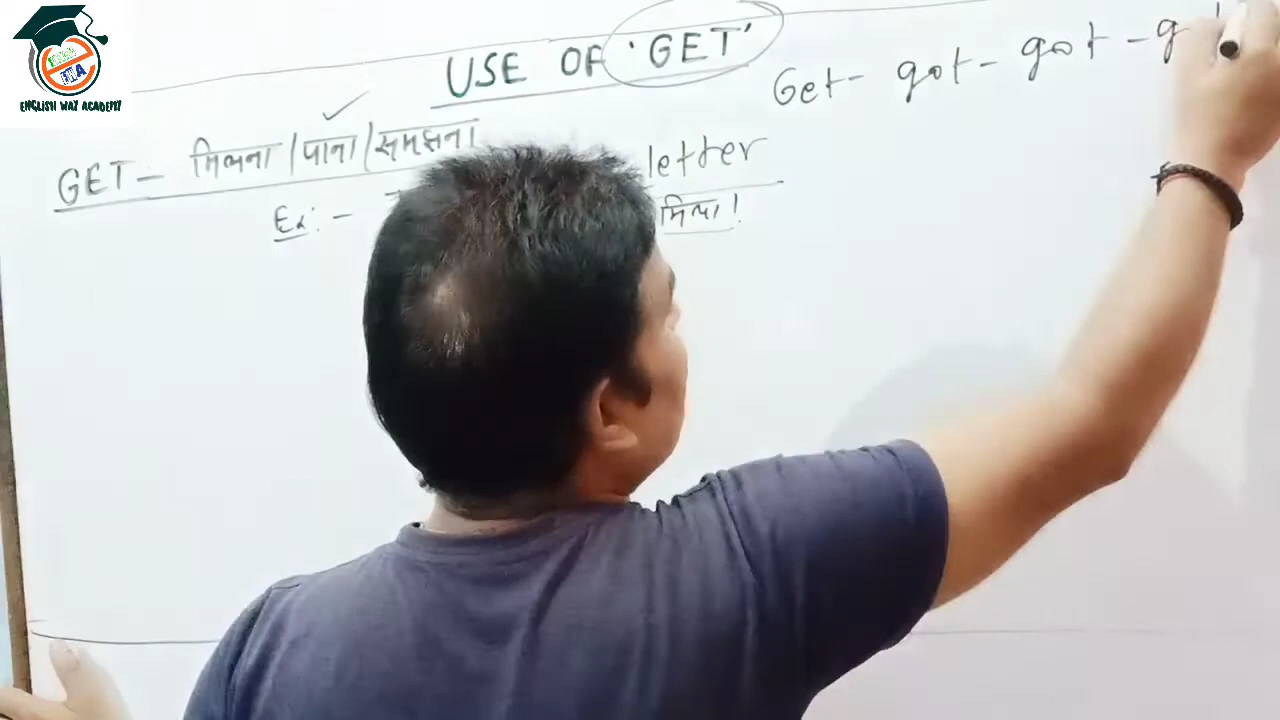 ENGLISH WAY ACADEMY
USE OF 'GET'
Get - got - got - g
GET - मिलना / पाना / समझना
letter
Ex: -
मिला !